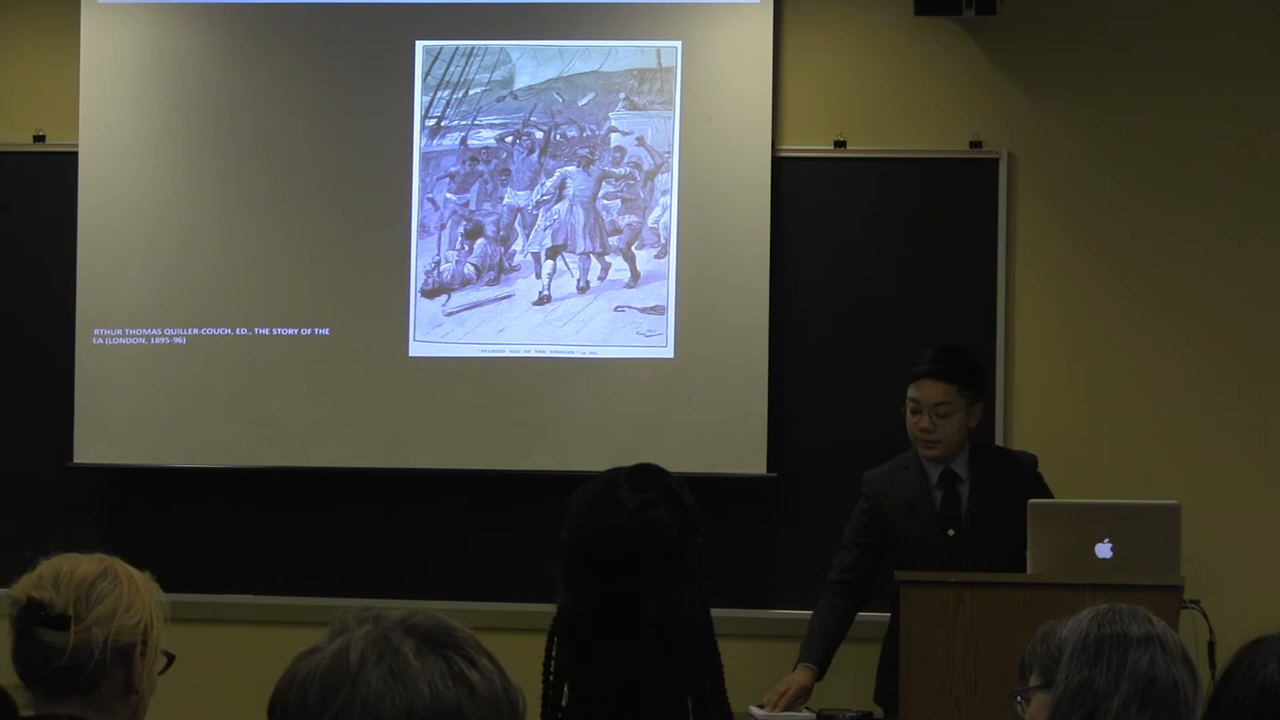 RTHUR THOMAS QUILLER-COUCH, ED., THE STORY OF THE
EA (LONDON, 1895-96)